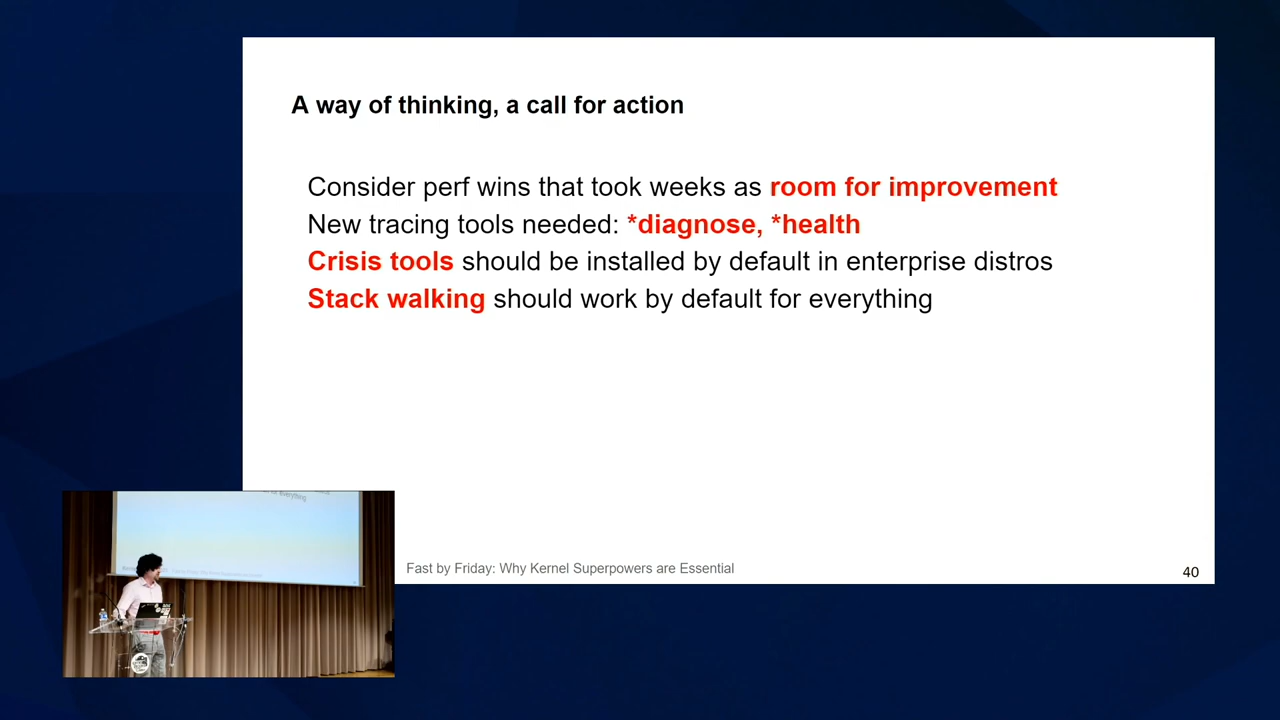 A way of thinking, a call for action
Consider perf wins that took weeks as room for improvement
New tracing tools needed: *diagnose, *health
Crisis tools should be installed by default in enterprise distros
Stack walking should work by default for everything
Fast by Friday: Why Kernel Superpowers are Essential
40